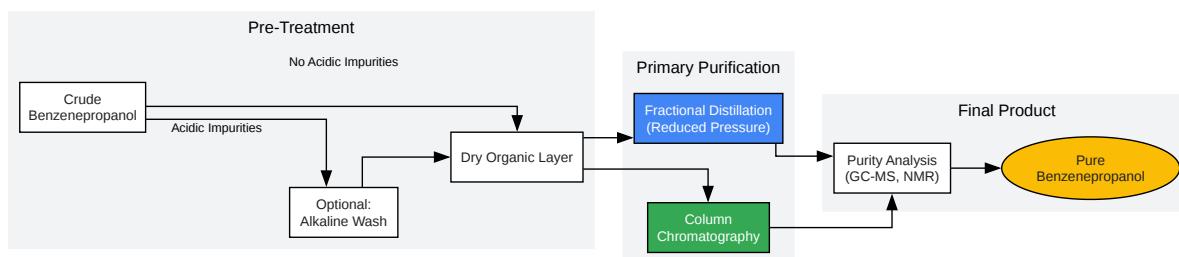 Pre-Treatment
No Acidic Impurities
Crude
Benzenepropanol
Acidic Impurities
Optional:
Alkaline Wash
Dry Organic Layer
Primary Purification
Fractional Distillation
(Reduced Pressure)
Column
Chromatography
Final Product
Purity Analysis
(GC-MS, NMR)
Pure
Benzenepropanol